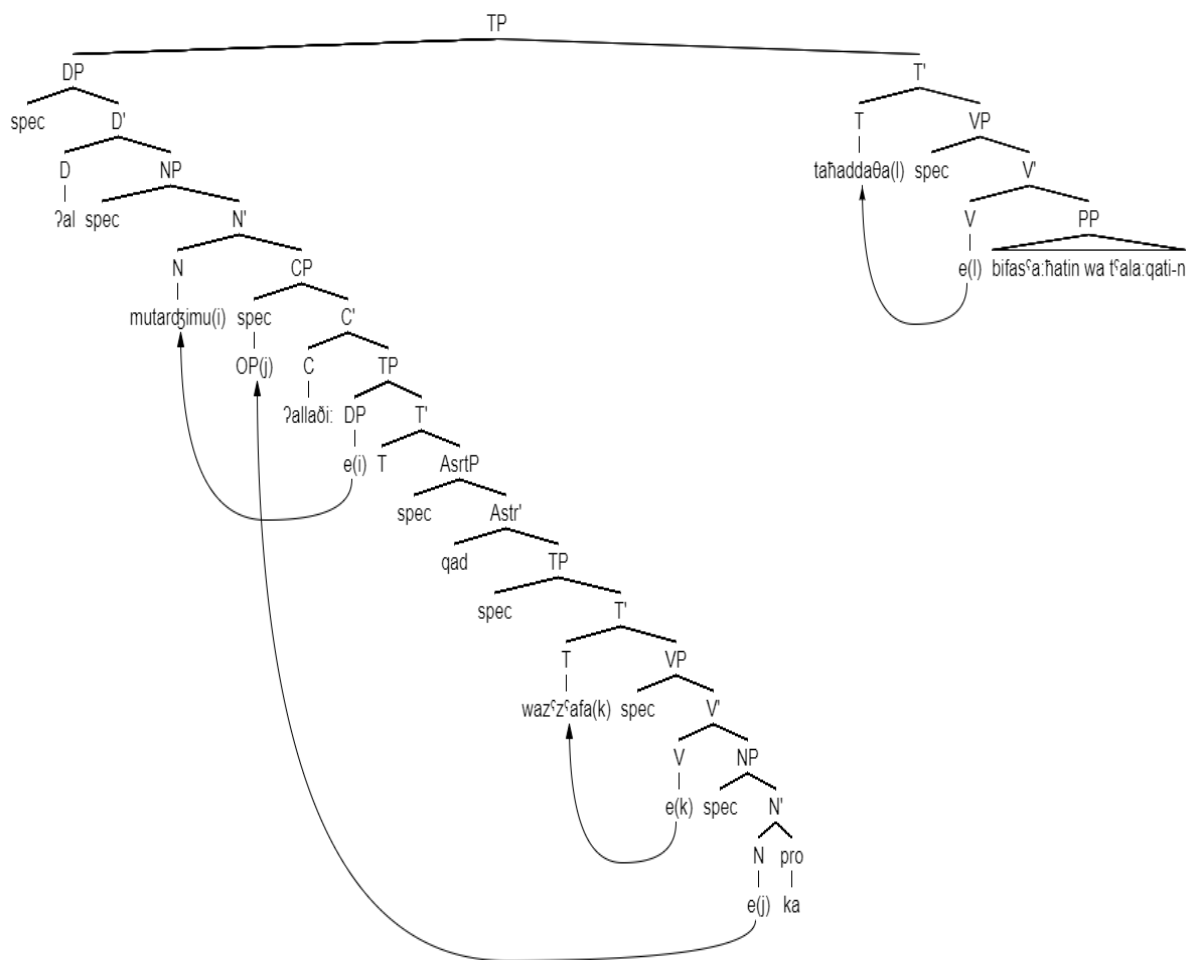 TP
DP T'
spec D' T VP
D NP taħaddaθa(l) spec V'
ʔal spec N' V PP
N CP e(l) bifasˤa:ħatin wa tˤala:qati-n
mutarʤimu(i) spec C'
OP(j) C TP
ʔallaði: DP T'
e(i) T AsrtP
spec Astr'
qad TP
spec T'
T VP
wazˤzˤafa(k) spec V'
V NP
e(k) spec N'
N pro
e(j) ka